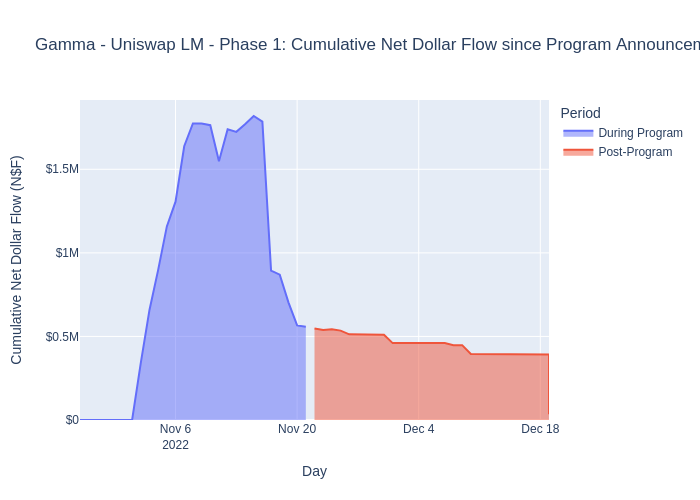 Gamma - Uniswap LM - Phase 1: Cumulative Net Dollar Flow since Program Announcem
Period
During Program
Post-Program
Cumulative Net Dollar Flow (N$F)
$1.5M
$1M
$0.5M
$0
Nov 6
2022
Nov 20
Dec 4
Dec 18
Day